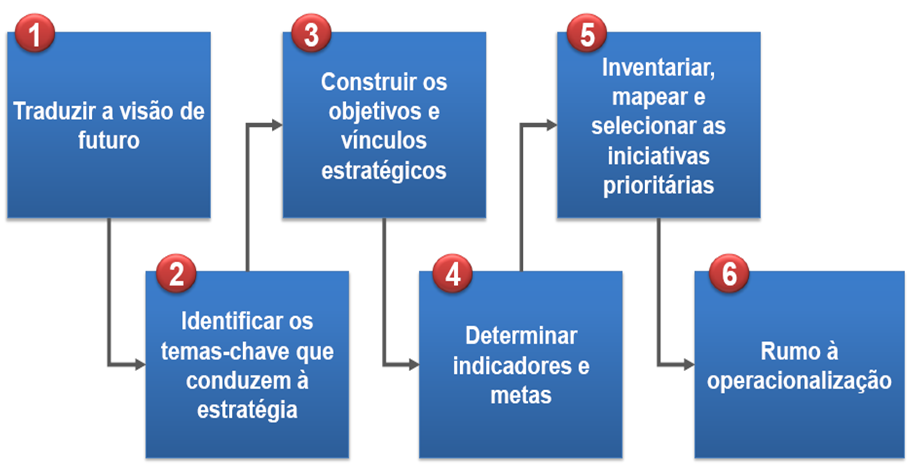 1
Traduzir a visão de
futuro
2
Identificar os
temas-chave que
conduzem à
estratégia
3
Construir os
objetivos e
vínculos
estratégicos
4
Determinar
indicadores e
metas
5
Inventariar,
mapear e
selecionar as
iniciativas
prioritárias
6
Rumo à
operacionalização